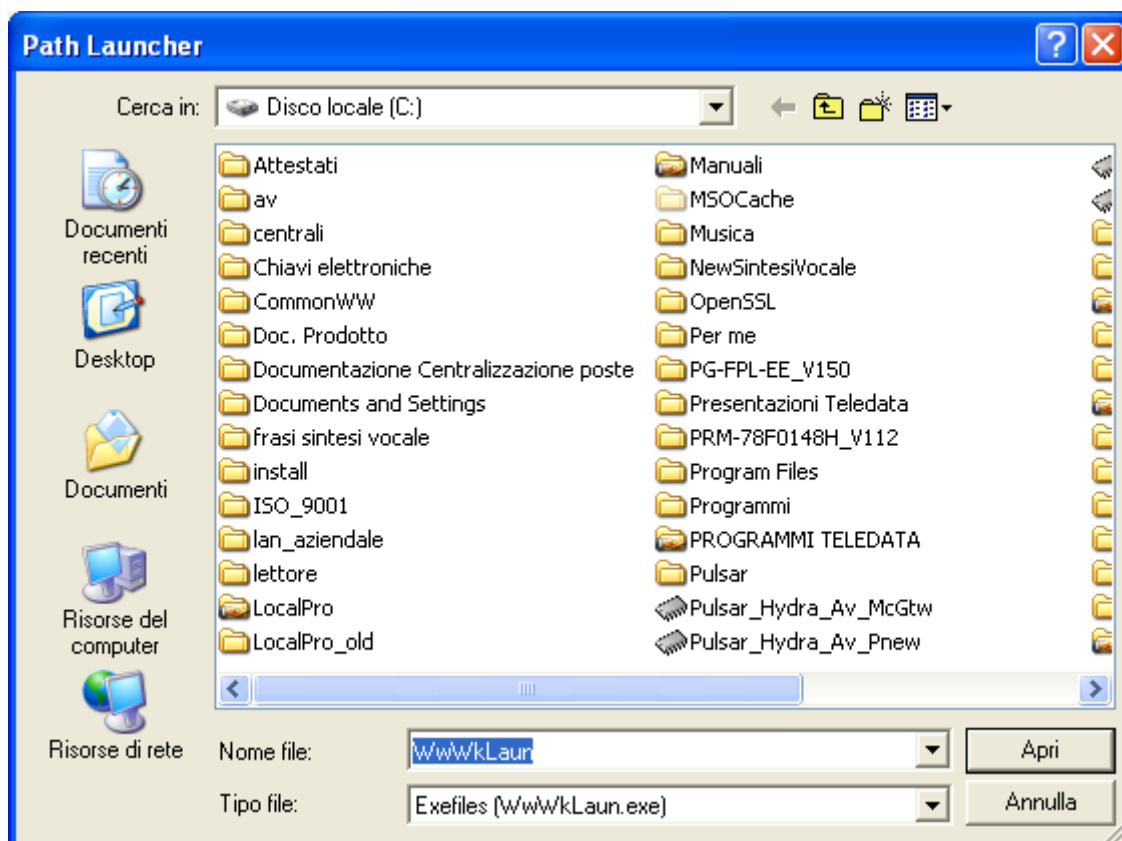 Path Launcher
Cerca in:
Disco locale (C:)
Documenti
recenti
Desktop
Documenti
Risorse del
computer
Risorse di rete
Attestati
av
centrali
Chiavi elettroniche
CommonWW
Doc. Prodotto
Documentazione Centralizzazione poste
Documents and Settings
frasi sintesi vocale
install
ISO_9001
lan_aziendale
lettore
LocalPro
LocalPro_old
Manuali
MSOCache
Musica
NewSintesiVocale
OpenSSL
Per me
PG-FPL-EE_V150
Presentazioni Teledata
PRM-78F0148H_V112
Program Files
Programmi
PROGRAMMI TELEDATA
Pulsar
Pulsar_Hydra_Av_McGtw
Pulsar_Hydra_Av_Pnew
Nome file:
WwWkLaun
Apri
Tipo file:
Exefiles (WwWkLaun.exe)
Annulla